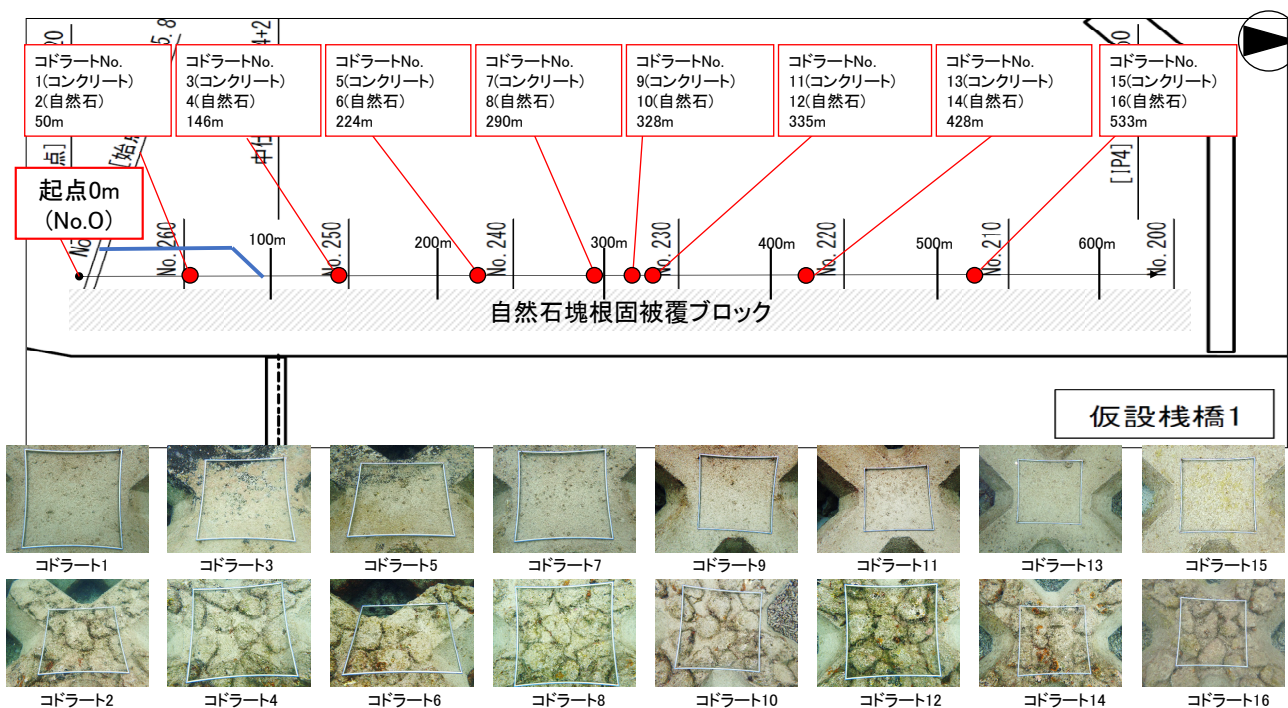 20
5.8
4+2
00
コドラートNo.
1(コンクリート)
2(自然石)
50m
コドラートNo.
3(コンクリート)
4(自然石)
146m
コドラートNo.
5(コンクリート)
6(自然石)
224m
コドラートNo.
7(コンクリート)
8(自然石)
290m
コドラートNo.
9(コンクリート)
10(自然石)
328m
コドラートNo.
11(コンクリート)
12(自然石)
335m
コドラートNo.
13(コンクリート)
14(自然石)
428m
コドラートNo.
15(コンクリート)
16(自然石)
533m
点]
[始点
中仕
[IP4]
起点0m
(No.0)
No.260
100m
No.250
200m
No.240
300m
No.230
400m
No.220
500m
No.210
600m
No.200
自然石塊根固被覆ブロック
仮設桟橋1
コドラート1
コドラート3
コドラート5
コドラート7
コドラート9
コドラート11
コドラート13
コドラート15
コドラート2
コドラート4
コドラート6
コドラート8
コドラート10
コドラート12
コドラート14
コドラート16